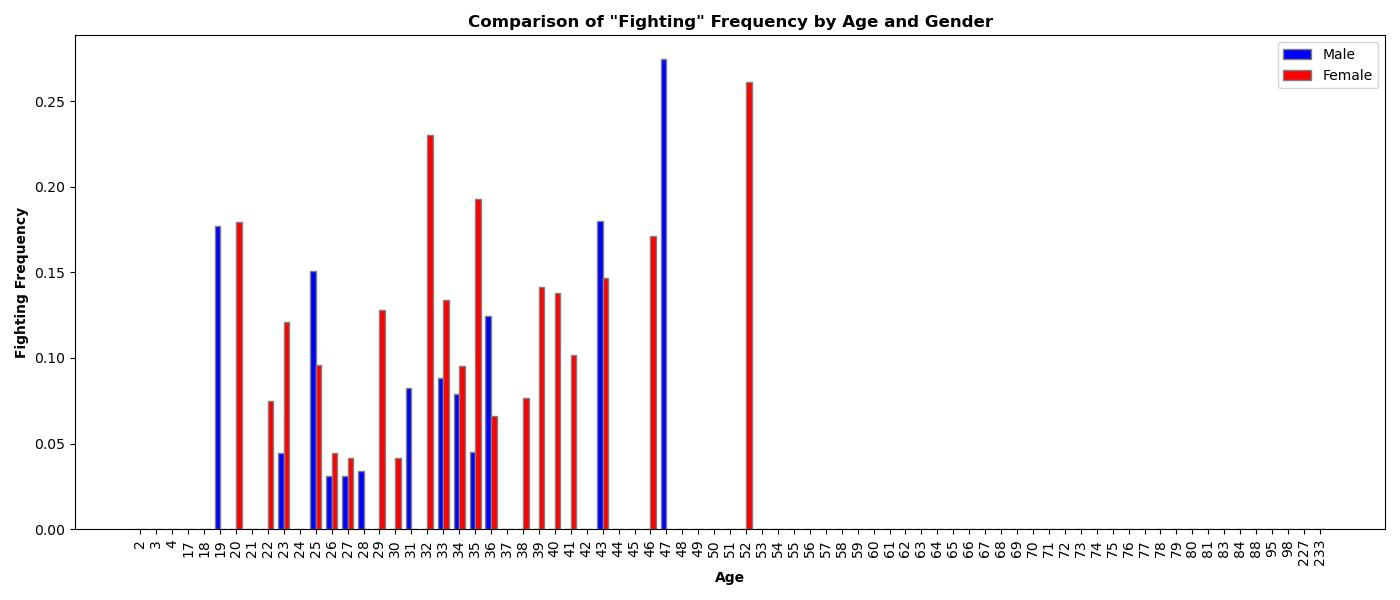 Comparison of "Fighting" Frequency by Age and Gender
Male
Female
Fighting Frequency
0.25
0.20
0.15
0.10
0.05
0.00
2 3 4 17 18 19 20 21 22 23 24 25 26 27 28 29 30 31 32 33 34 35 36 37 38 39 40 41 42 43 44 45 46 47 48 49 50 51 52 53 54 55 56 57 58 59 60 61 62 63 64 65 66 67 68 69 70 71 72 73 74 75 76 77 78 79 80 81 83 84 88 95 98 227 233
Age